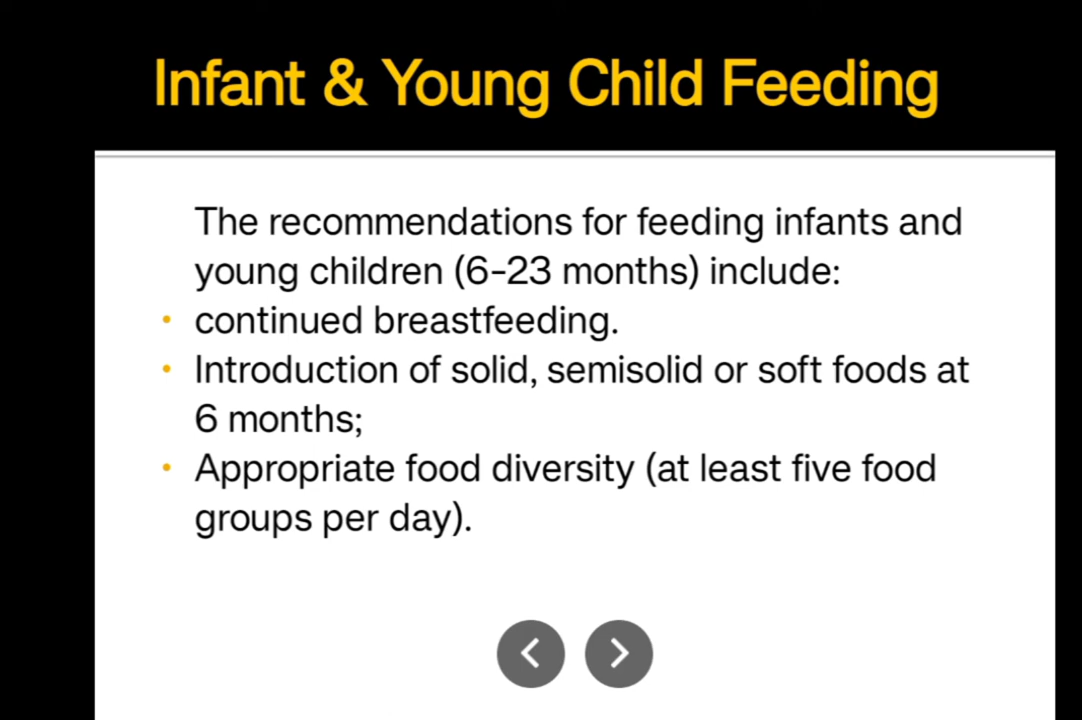 Infant & Young Child Feeding
The recommendations for feeding infants and
young children (6-23 months) include:
• continued breastfeeding.
• Introduction of solid, semisolid or soft foods at
6 months;
• Appropriate food diversity (at least five food
groups per day).